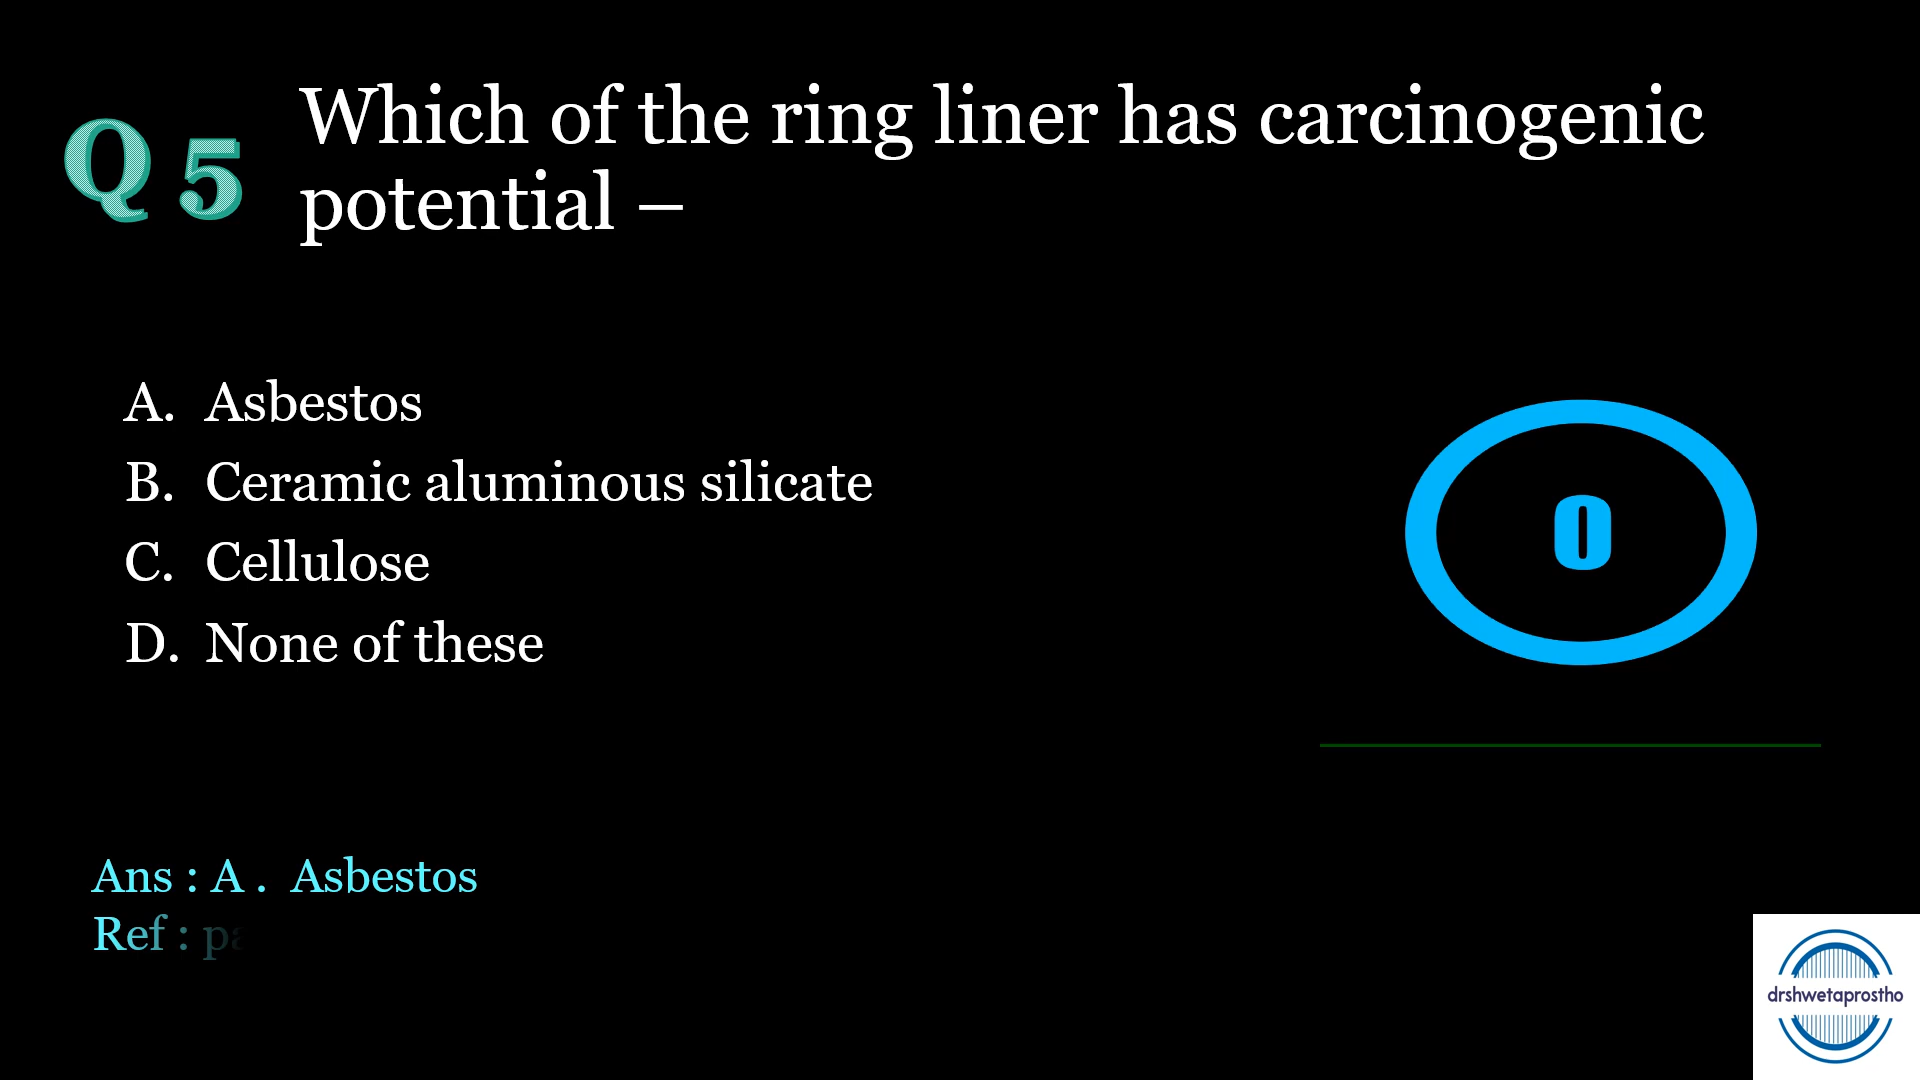 Q 5
Which of the ring liner has carcinogenic
potential –
A. Asbestos
B. Ceramic aluminous silicate
C. Cellulose
D. None of these
0
Ans : A . Asbestos
Ref :
drshwetaprostho